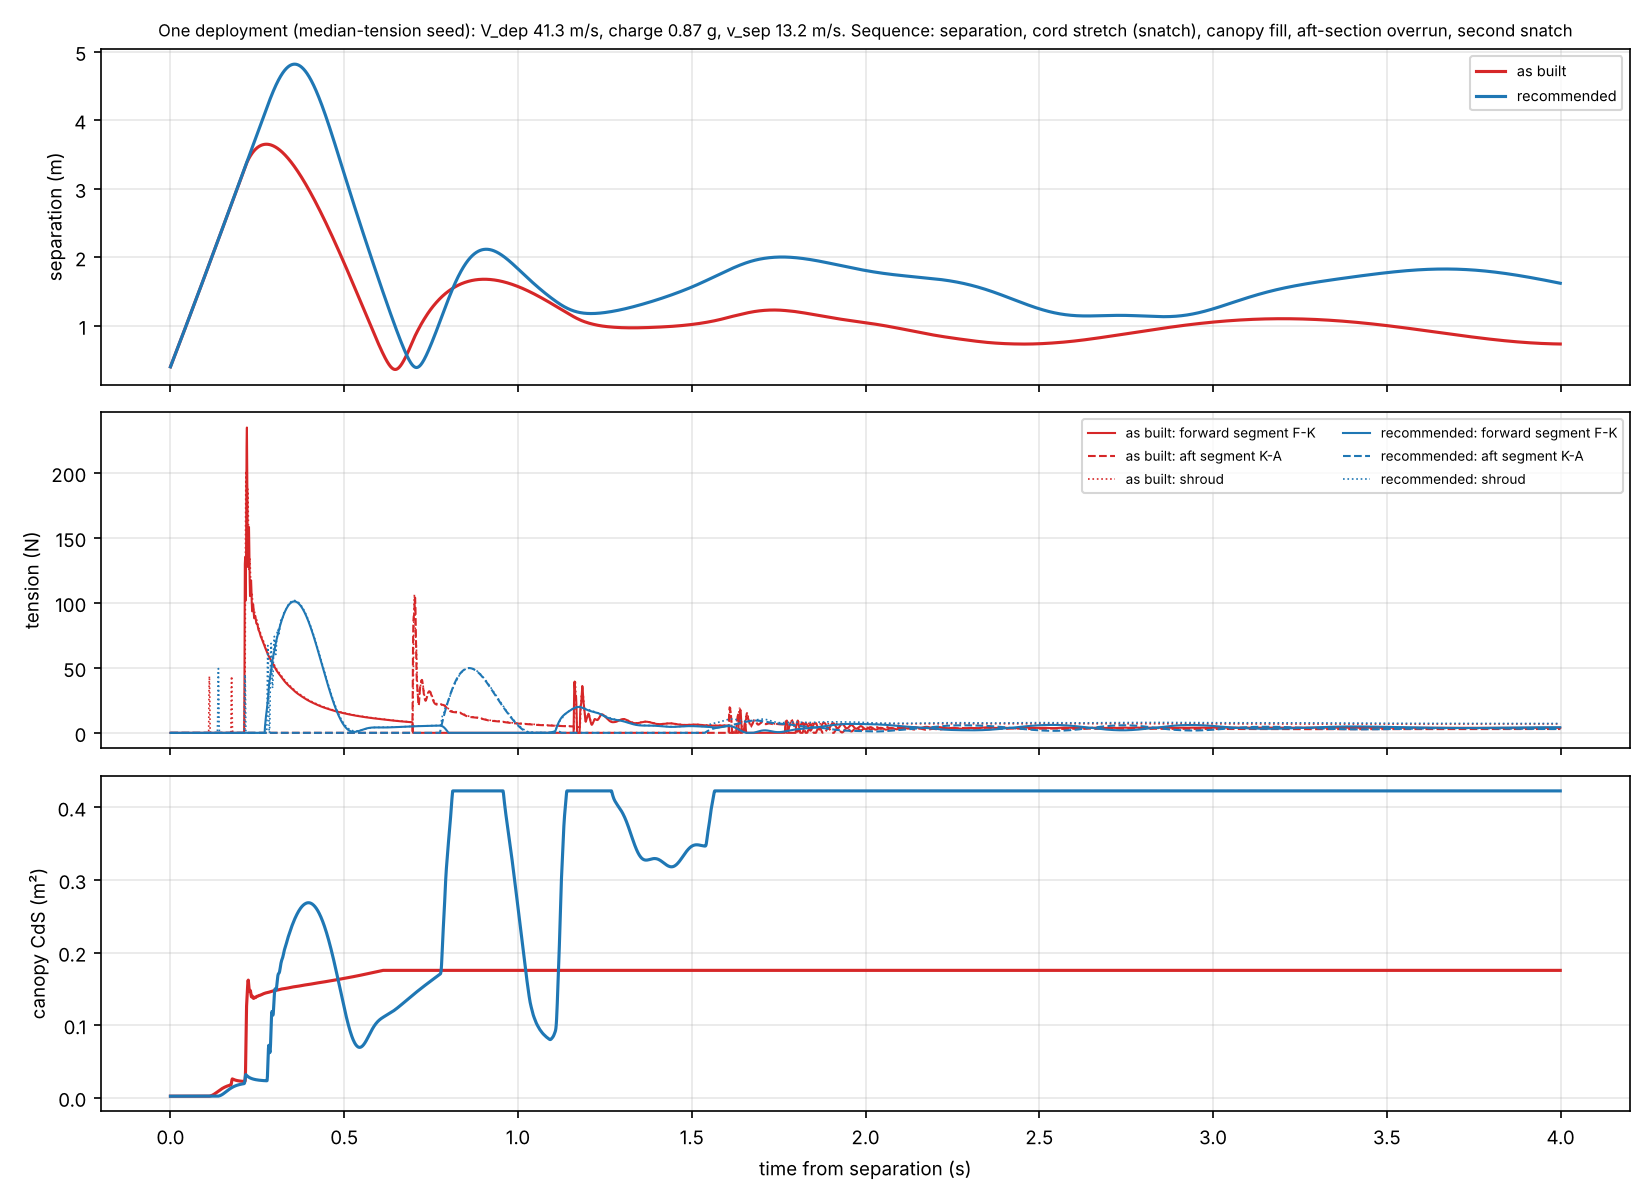 One deployment (median-tension seed): V_dep 41.3 m/s, charge 0.87 g, v_sep 13.2 m/s. Sequence: separation, cord stretch (snatch), canopy fill, aft-section overrun, second snatch
separation (m)
5
4
3
2
1
as built
recommended
tension (N)
200
150
100
50
0
as built: forward segment F-K
as built: aft segment K-A
as built: shroud
recommended: forward segment F-K
recommended: aft segment K-A
recommended: shroud
canopy CdS (m²)
0.4
0.3
0.2
0.1
0.0
0.0 0.5 1.0 1.5 2.0 2.5 3.0 3.5 4.0
time from separation (s)